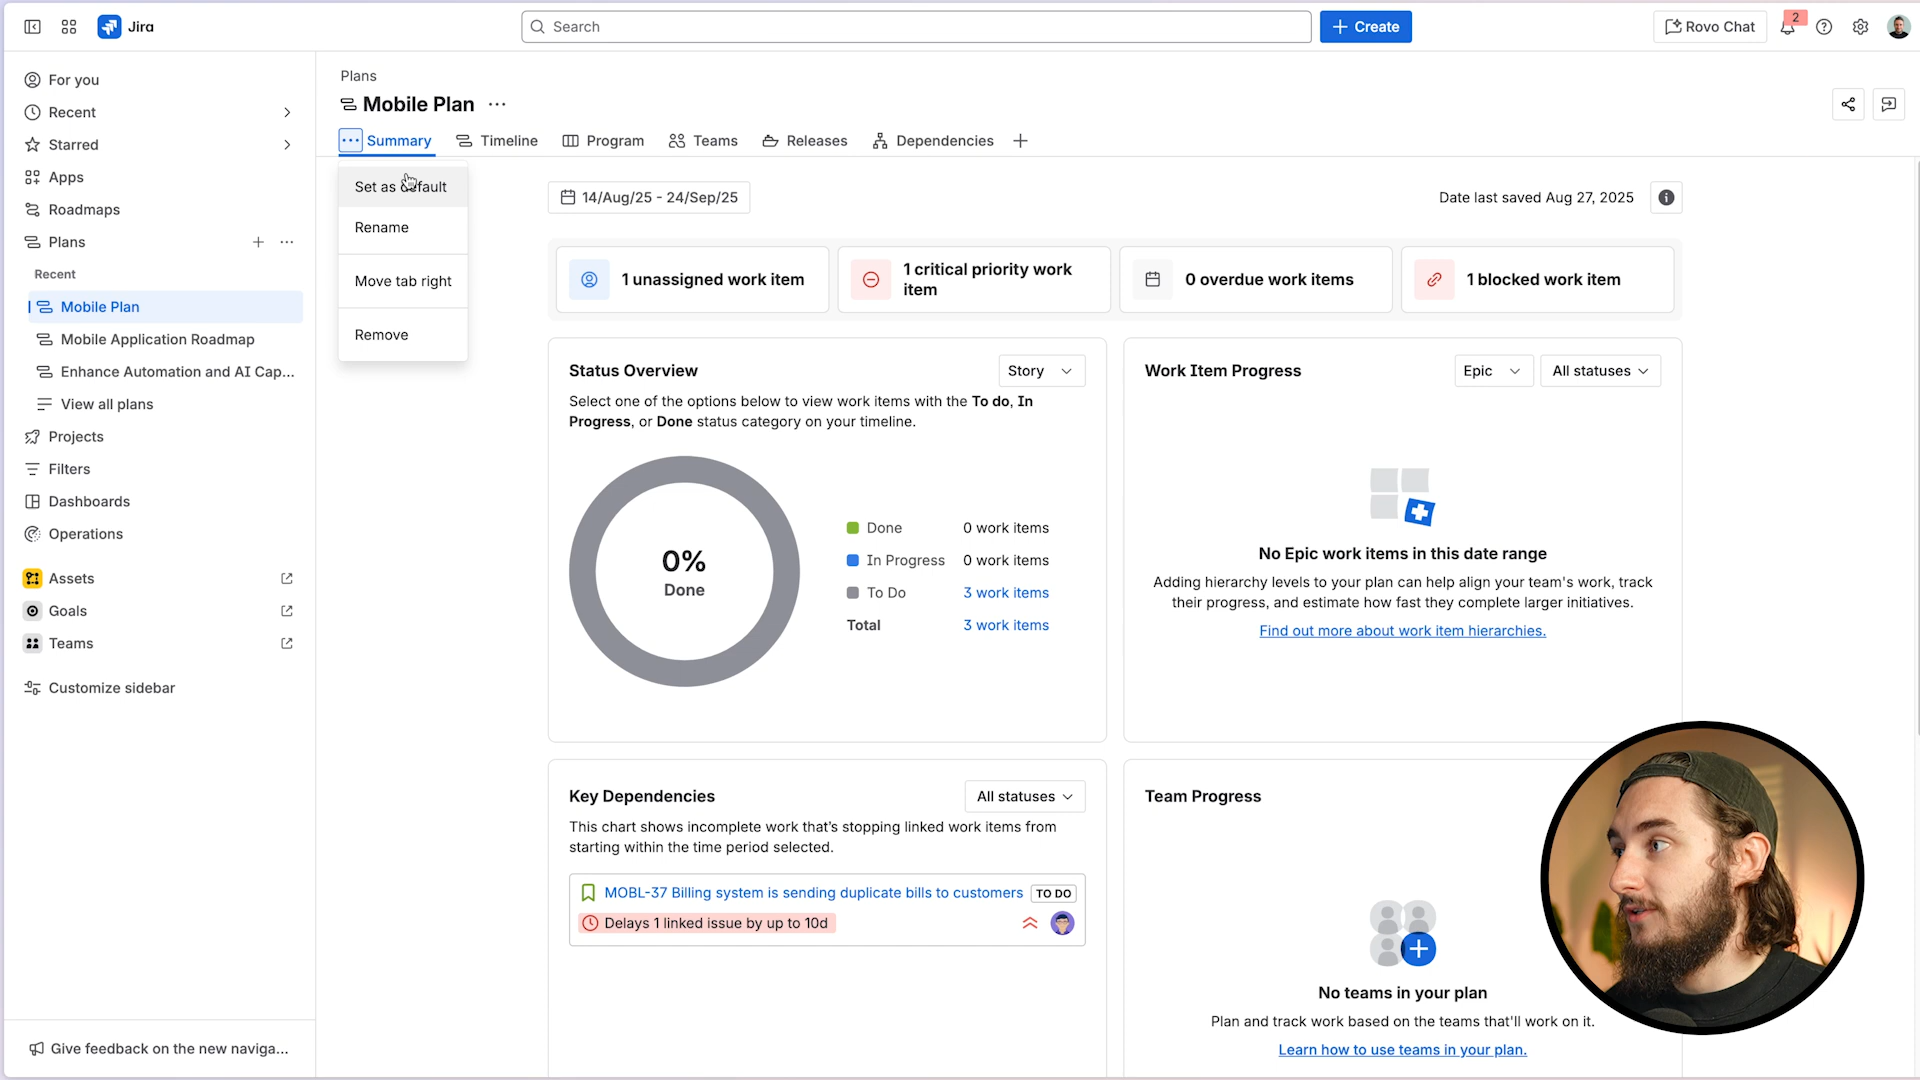 Jira
Search
Create
Rovo Chat
2
For you
Recent
Starred
Apps
Roadmaps
Plans
Recent
Mobile Plan
Mobile Application Roadmap
Enhance Automation and AI Cap...
View all plans
Projects
Filters
Dashboards
Operations
Assets
Goals
Teams
Customize sidebar
Give feedback on the new naviga...
Plans
Mobile Plan
Summary
Timeline
Program
Teams
Releases
Dependencies
Set as default
Rename
Move tab right
Remove
14/Aug/25 - 24/Sep/25
Date last saved Aug 27, 2025
1 unassigned work item
1 critical priority work
item
0 overdue work items
1 blocked work item
Status Overview
Story
Select one of the options below to view work items with the To do, In
Progress, or Done status category on your timeline.
0%
Done
Done 0 work items
In Progress 0 work items
To Do 3 work items
Total 3 work items
Work Item Progress
Epic
All statuses
No Epic work items in this date range
Adding hierarchy levels to your plan can help align your team's work, track
their progress, and estimate how fast they complete larger initiatives.
Find out more about work item hierarchies.
Key Dependencies
All statuses
This chart shows incomplete work that's stopping linked work items from
starting within the time period selected.
MOBL-37 Billing system is sending duplicate bills to customers TO DO
Delays 1 linked issue by up to 10d
Team Progress
No teams in your plan
Plan and track work based on the teams that'll work on it.
Learn how to use teams in your plan.